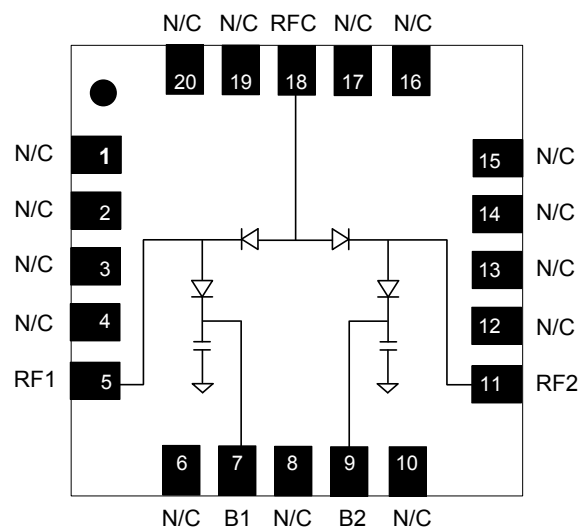 N/C N/C RFC N/C N/C
20 19 18 17 16
N/C 1 15 N/C
N/C 2 14 N/C
N/C 3 13 N/C
N/C 4 12 N/C
RF1 5 11 RF2
6 7 8 9 10
N/C B1 N/C B2 N/C